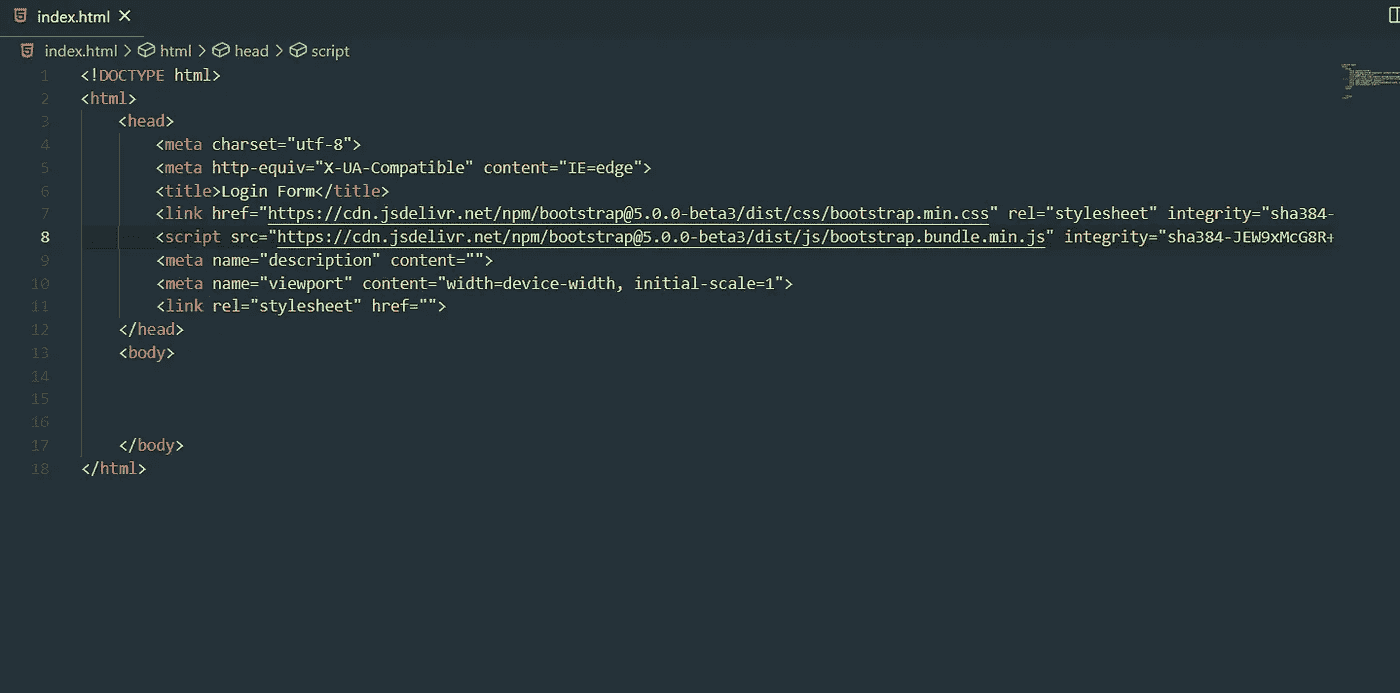 index.html
index.html > html > head > script
1 <!DOCTYPE html>
2 <html>
3 <head>
4 <meta charset="utf-8">
5 <meta http-equiv="X-UA-Compatible" content="IE=edge">
6 <title>Login Form</title>
7 <link href="https://cdn.jsdelivr.net/npm/bootstrap@5.0.0-beta3/dist/css/bootstrap.min.css" rel="stylesheet" integrity="sha384-
8 <script src="https://cdn.jsdelivr.net/npm/bootstrap@5.0.0-beta3/dist/js/bootstrap.bundle.min.js" integrity="sha384-JEW9xMcG8R+
9 <meta name="description" content="">
10 <meta name="viewport" content="width=device-width, initial-scale=1">
11 <link rel="stylesheet" href="">
12 </head>
13 <body>
14
15
16
17 </body>
18 </html>